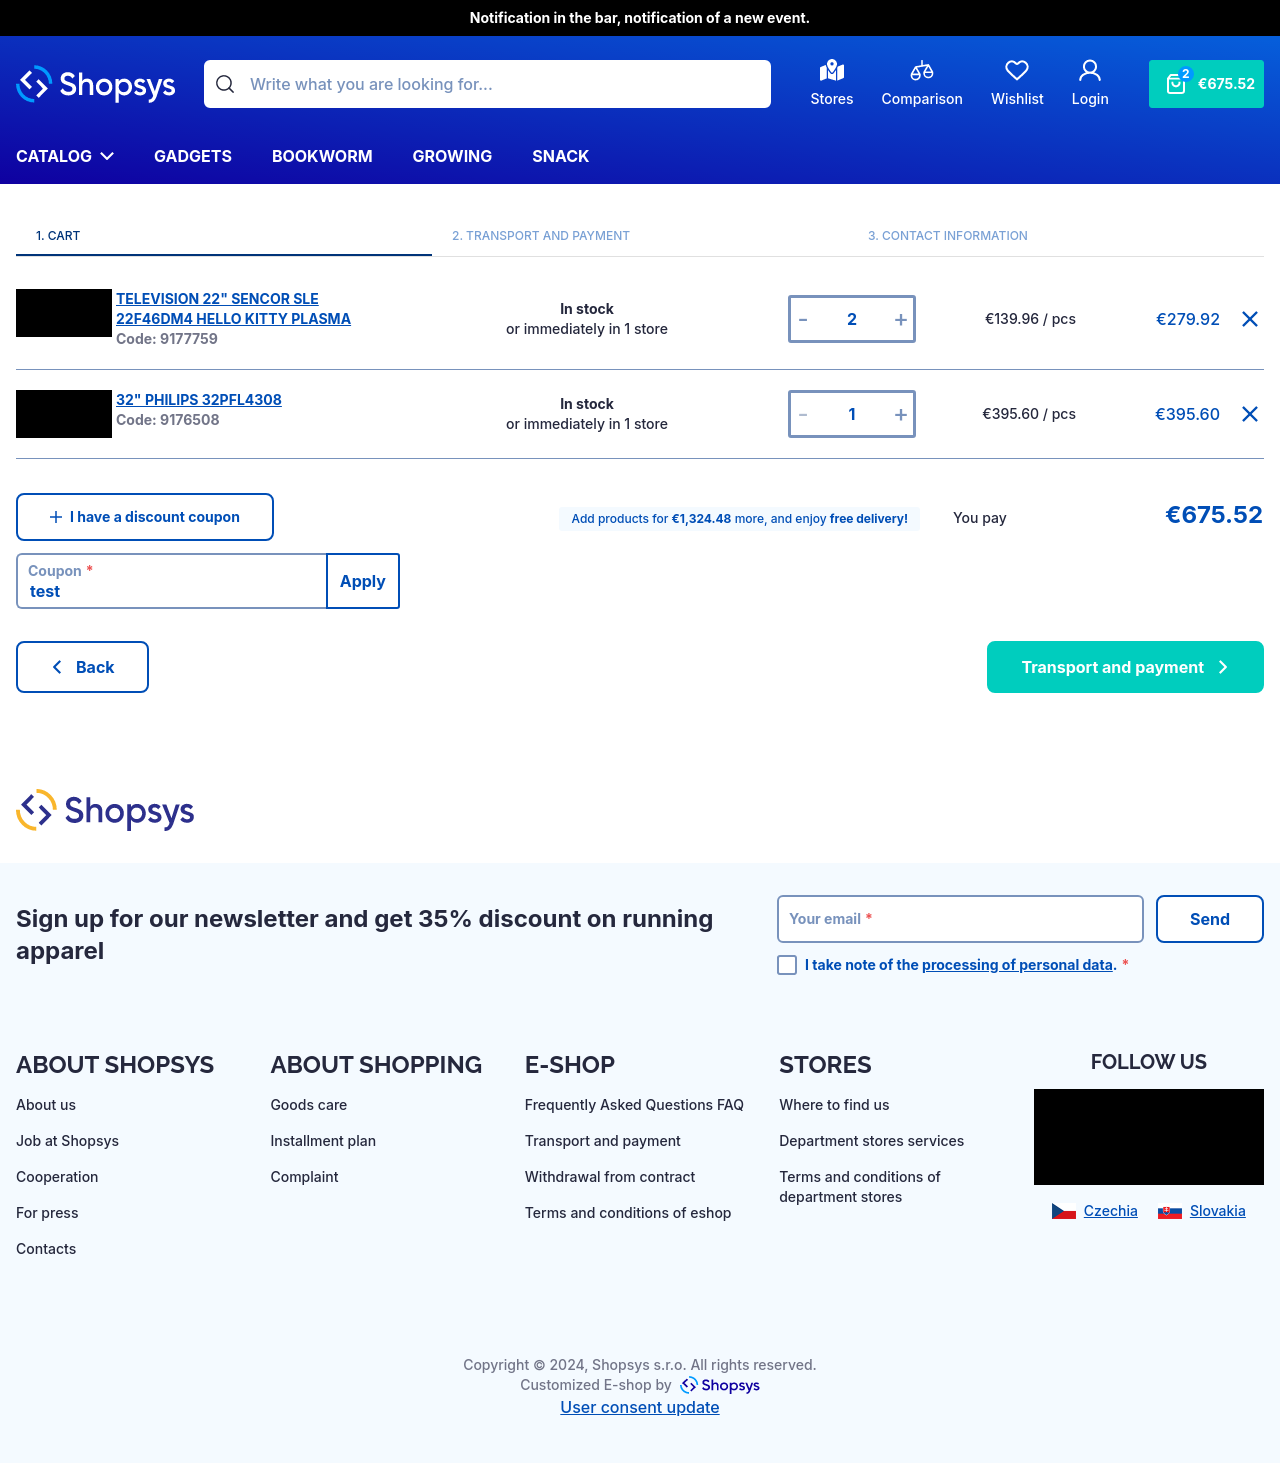 Notification in the bar, notification of a new event.
Shopsys
Write what you are looking for...
Stores
Comparison
Wishlist
Login
2
€675.52
CATALOG
GADGETS
BOOKWORM
GROWING
SNACK
1. CART
2. TRANSPORT AND PAYMENT
3. CONTACT INFORMATION
TELEVISION 22" SENCOR SLE
22F46DM4 HELLO KITTY PLASMA
Code: 9177759
In stock
or immediately in 1 store
- 2 +
€139.96 / pcs
€279.92
32" PHILIPS 32PFL4308
Code: 9176508
In stock
or immediately in 1 store
- 1 +
€395.60 / pcs
€395.60
I have a discount coupon
Add products for €1,324.48 more, and enjoy free delivery!
You pay
€675.52
Coupon *
test
Apply
Back
Transport and payment
Shopsys
Sign up for our newsletter and get 35% discount on running
apparel
Your email *
Send
I take note of the processing of personal data. *
ABOUT SHOPSYS
About us
Job at Shopsys
Cooperation
For press
Contacts
ABOUT SHOPPING
Goods care
Installment plan
Complaint
E-SHOP
Frequently Asked Questions FAQ
Transport and payment
Withdrawal from contract
Terms and conditions of eshop
STORES
Where to find us
Department stores services
Terms and conditions of
department stores
FOLLOW US
Czechia
Slovakia
Copyright © 2024, Shopsys s.r.o. All rights reserved.
Customized E-shop by Shopsys
User consent update